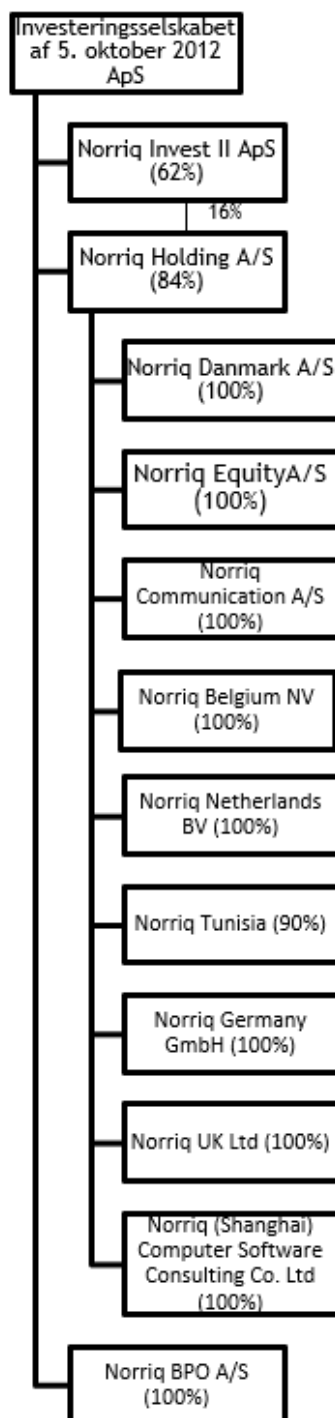 Investeringsselskabet
af 5. oktober 2012
ApS
Norriq Invest II ApS
(62%)
16%
Norriq Holding A/S
(84%)
Norriq Danmark A/S
(100%)
Norriq EquityA/S
(100%)
Norriq
Communication A/S
(100%)
Norriq Belgium NV
(100%)
Norriq Netherlands
BV (100%)
Norriq Tunisia (90%)
Norriq Germany
GmbH (100%)
Norriq UK Ltd (100%)
Norriq (Shanghai)
Computer Software
Consulting Co. Ltd
(100%)
Norriq BPO A/S
(100%)